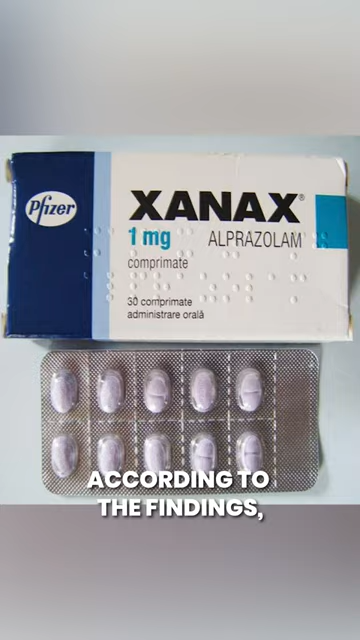 Pfizer
XANAX®
1 mg ALPRAZOLAM
comprimate
30 comprimate
administrare orală
ACCORDING TO
THE FINDINGS,